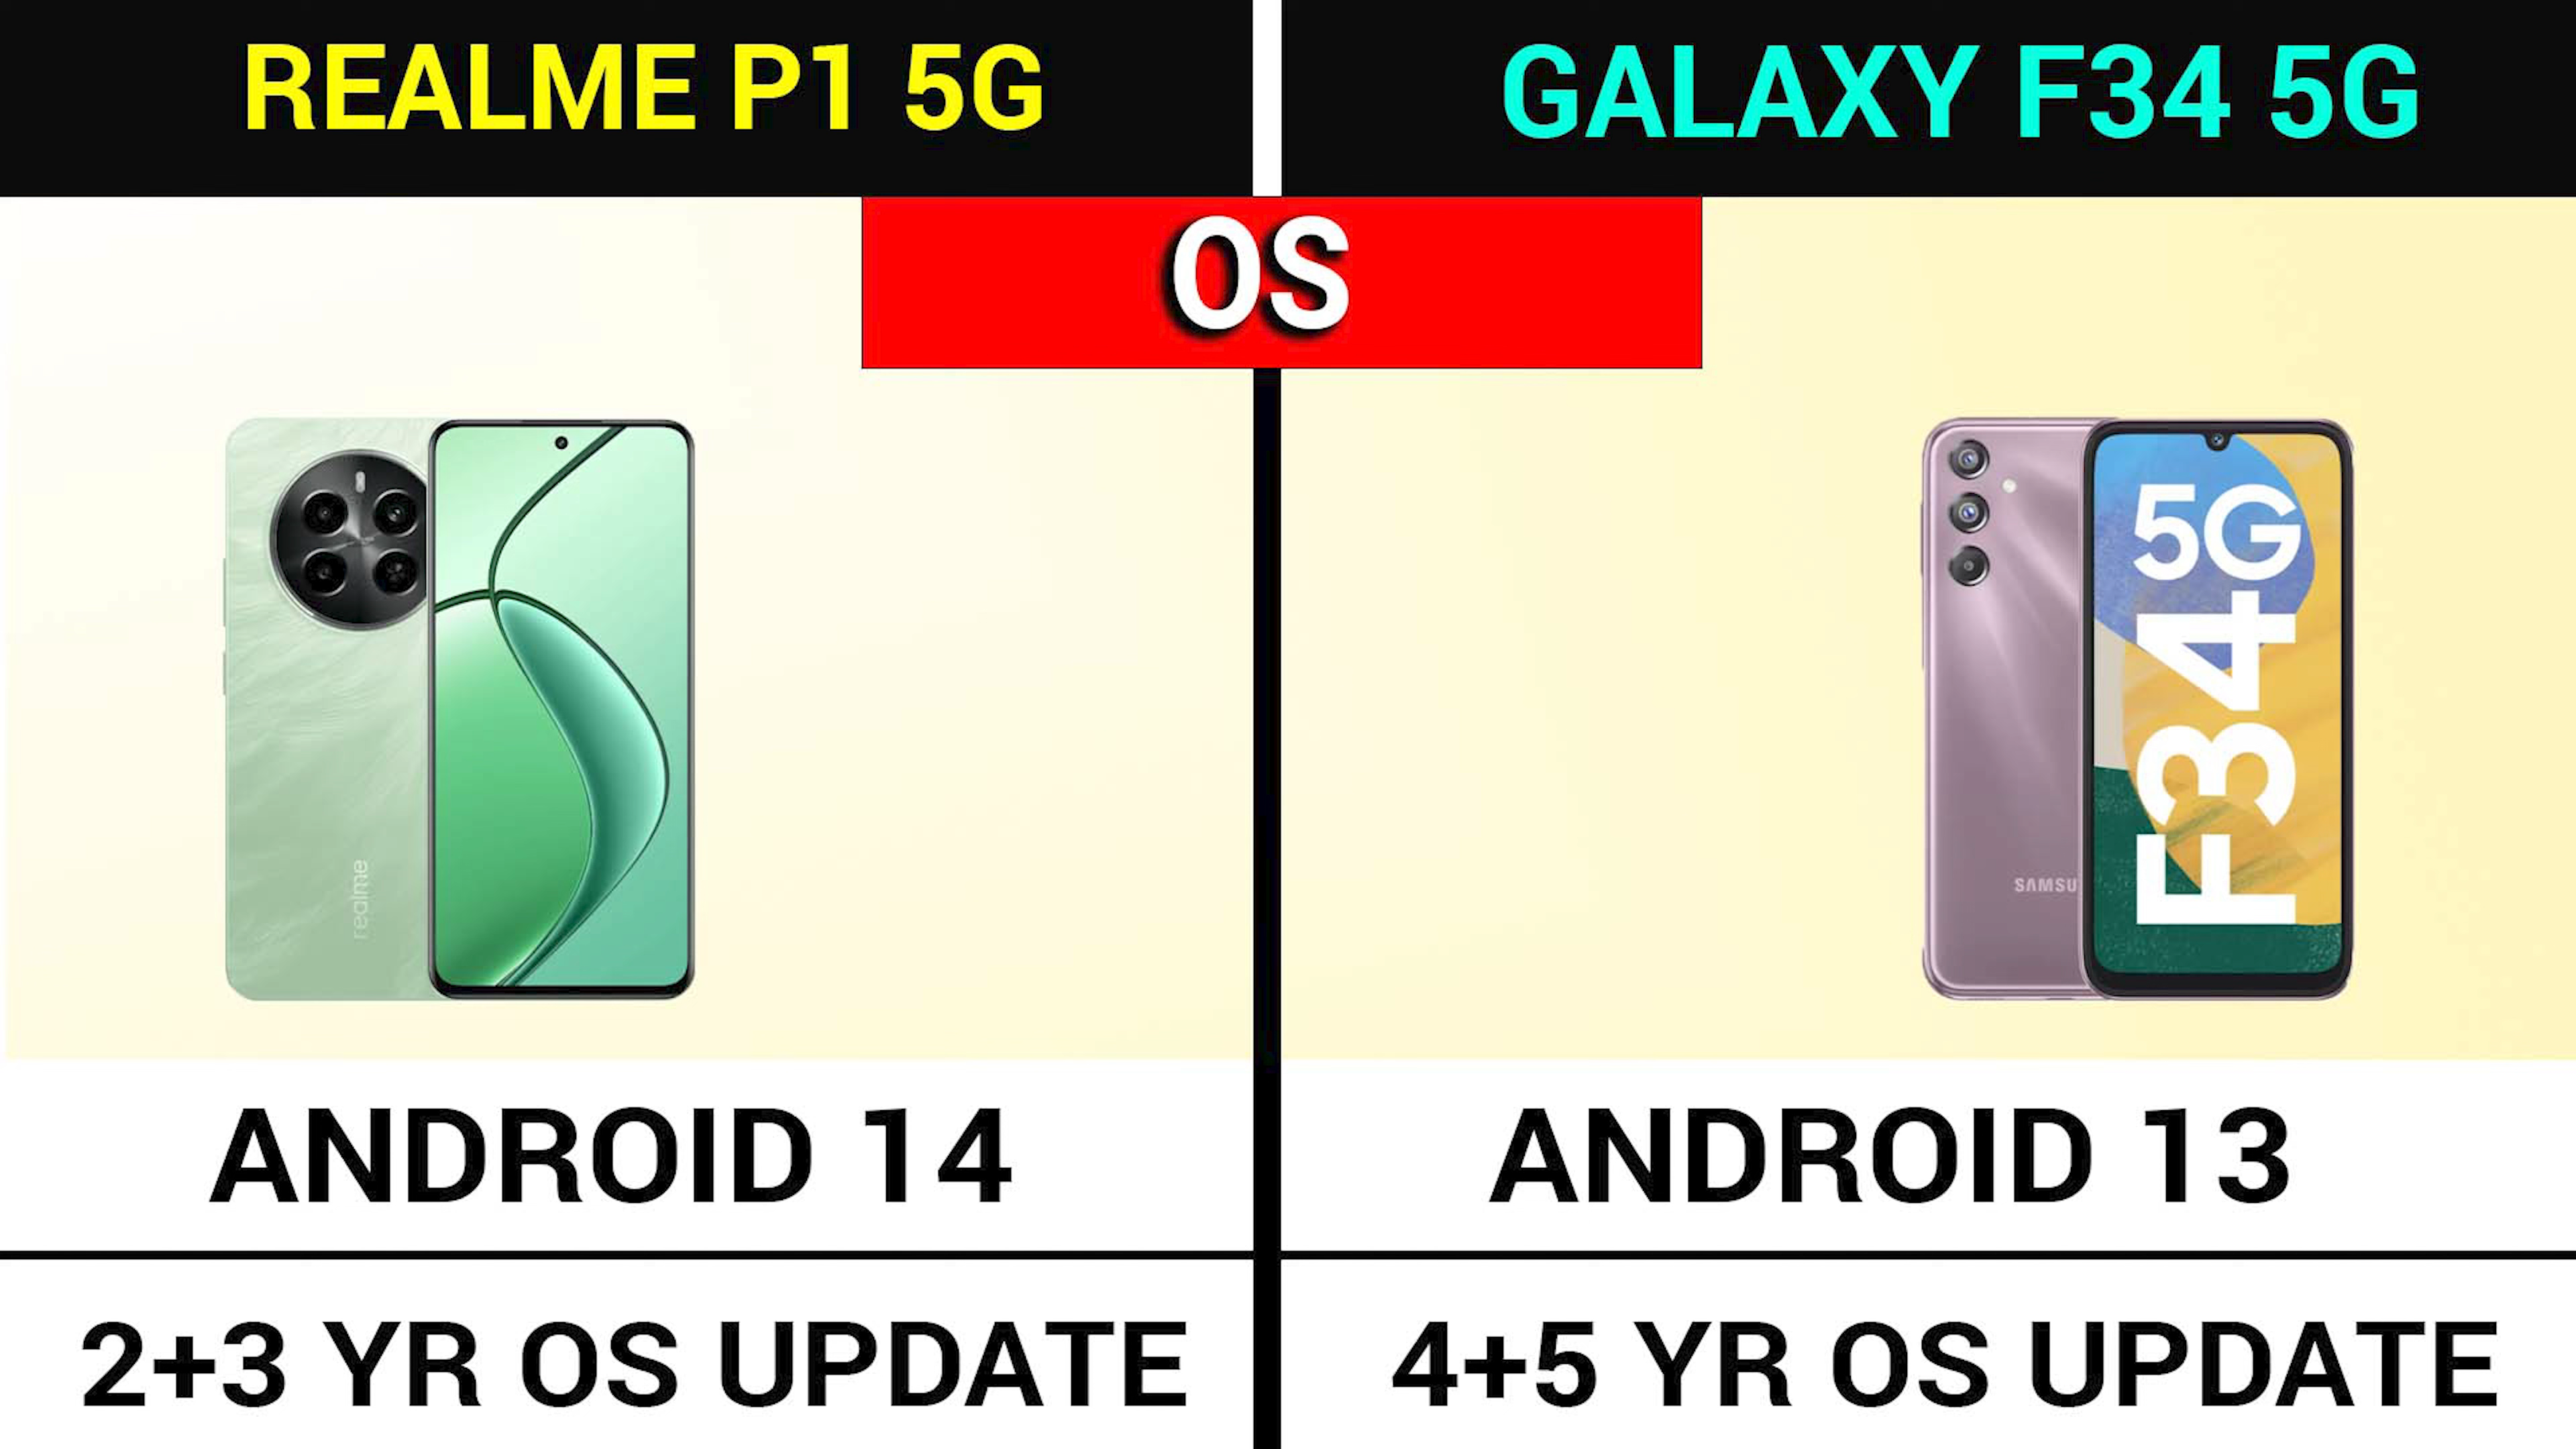 REALME P1 5G
GALAXY F34 5G
OS
realme
SAMSU
5G
F34
ANDROID 14
ANDROID 13
2+3 YR OS UPDATE
4+5 YR OS UPDATE